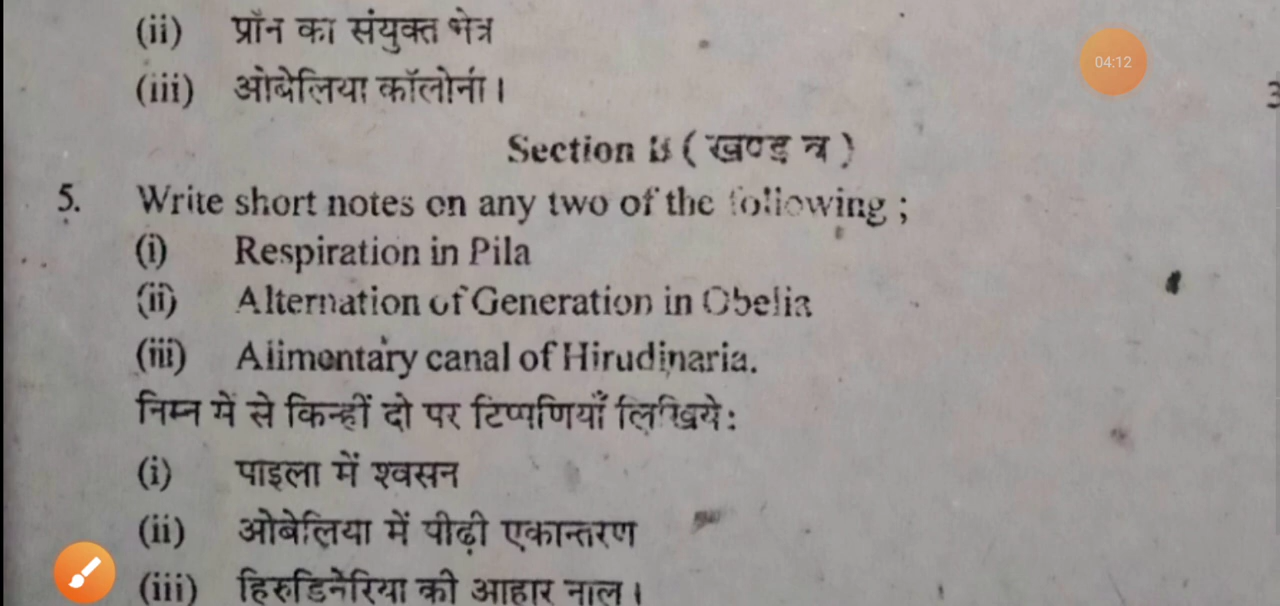 (ii) प्रॉन का संयुक्त नेत्र
(iii) ओबेलिया कॉलोनी।
04:12
3
Section B ( खण्ड ब )
5. Write short notes on any two of the following ;
(i) Respiration in Pila
(ii) Alternation of Generation in Obelia
(iii) Alimentary canal of Hirudinaria.
निम्न में से किन्हीं दो पर टिप्पणियाँ लिखिये:
(i) पाइला में श्वसन
(ii) ओबेलिया में पीढ़ी एकान्तरण
(iii) हिरुडिनेरिया की आहार नाल।